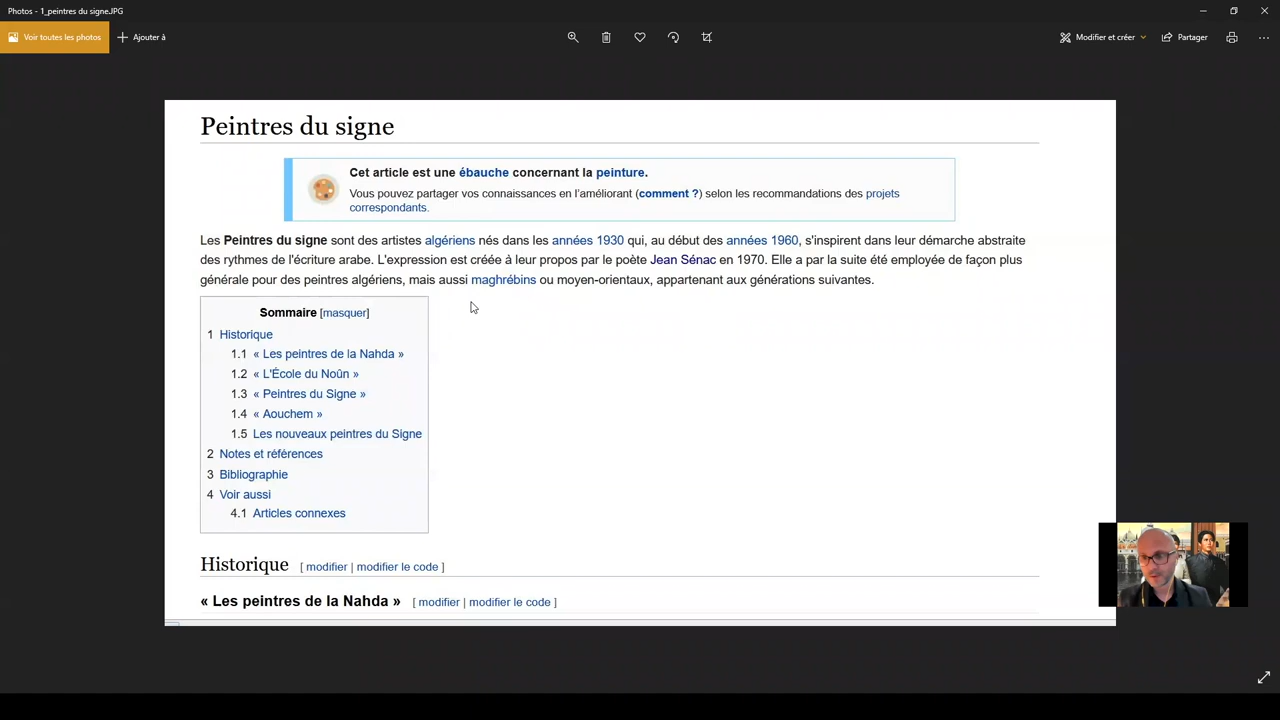 Photos - 1_peintres du signe.JPG
Voir toutes les photos
Ajouter à
Modifier et créer
Partager
Peintres du signe
Cet article est une ébauche concernant la peinture.
Vous pouvez partager vos connaissances en l'améliorant (comment ?) selon les recommandations des projets
correspondants.
Les Peintres du signe sont des artistes algériens nés dans les années 1930 qui, au début des années 1960, s'inspirent dans leur démarche abstraite
des rythmes de l'écriture arabe. L'expression est créée à leur propos par le poète Jean Sénac en 1970. Elle a par la suite été employée de façon plus
générale pour des peintres algériens, mais aussi maghrébins ou moyen-orientaux, appartenant aux générations suivantes.
Sommaire [masquer]
1 Historique
1.1 « Les peintres de la Nahda »
1.2 « L'École du Noûn »
1.3 « Peintres du Signe »
1.4 « Aouchem »
1.5 Les nouveaux peintres du Signe
2 Notes et références
3 Bibliographie
4 Voir aussi
4.1 Articles connexes
Historique [ modifier | modifier le code ]
« Les peintres de la Nahda » [ modifier | modifier le code ]